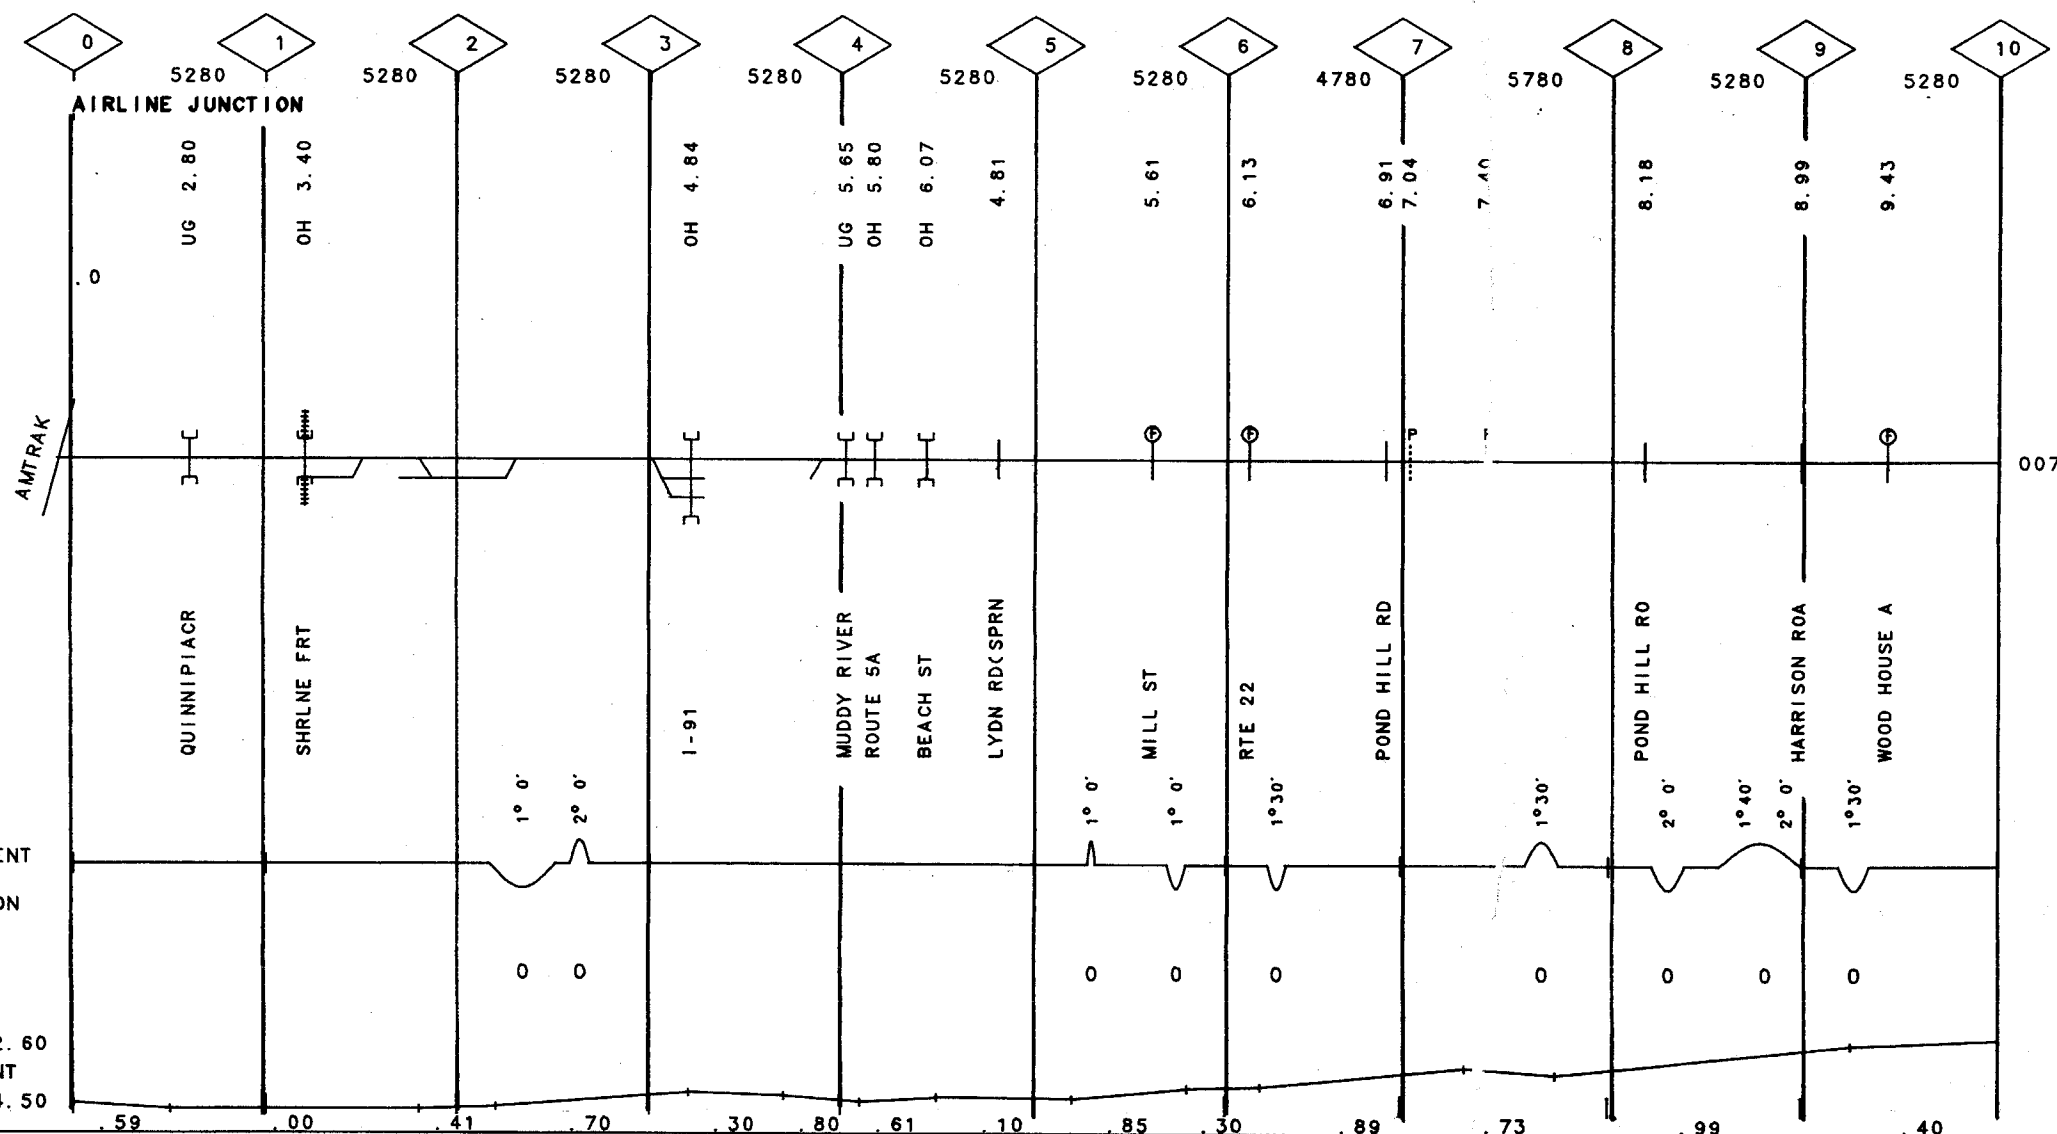 0 1 2 3 4 5 6 7 8 9 10
5280 5280 5280 5280 5280 5280 4780 5780 5280 5280
AIRLINE JUNCTION
UG 2.80
OH 3.40
OH 4.84
UG 5.65
OH 5.80
OH 6.07
4.81
5.61
6.13
6.91
7.04
8.18
8.99
9.43
.0
AMTRAK
F F P F
007
QUINNIPIACR
SHRLNE FRT
I-91
MUDDY RIVER
ROUTE 5A
BEACH ST
LYDN RD(SPRN
MILL ST
RTE 22
POND HILL RD
POND HILL RO
HARRISON ROA
WOOD HOUSE A
1° 0' 2° 0' 1° 0' 1° 0' 1°30' 1°30' 2° 0' 1°40' 2° 0' 1°30'
ENT
ON
0 0 0 0 0 0 0 0 0
2.60
NT
4.50
.59 .00 .41 .70 .30 .80 .61 .10 .85 .30 .89 .73 .99 .40